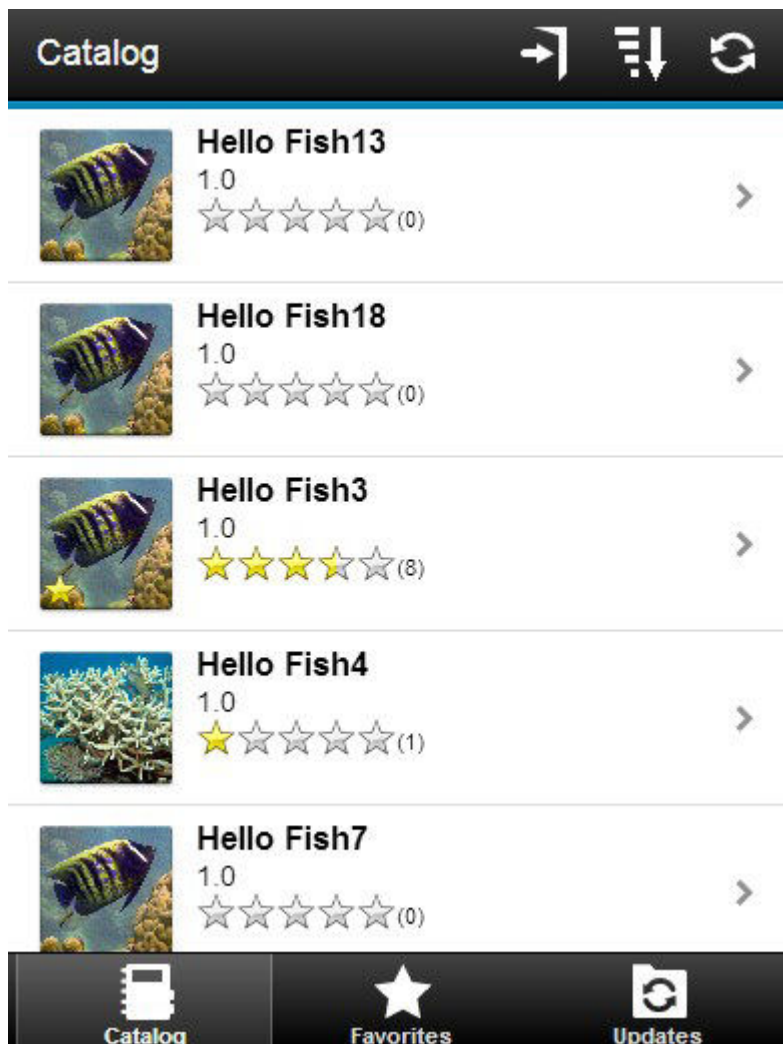 Catalog
Hello Fish13
1.0
(0)
Hello Fish18
1.0
(0)
Hello Fish3
1.0
(8)
Hello Fish4
1.0
(1)
Hello Fish7
1.0
(0)
Catalog Favorites Updates